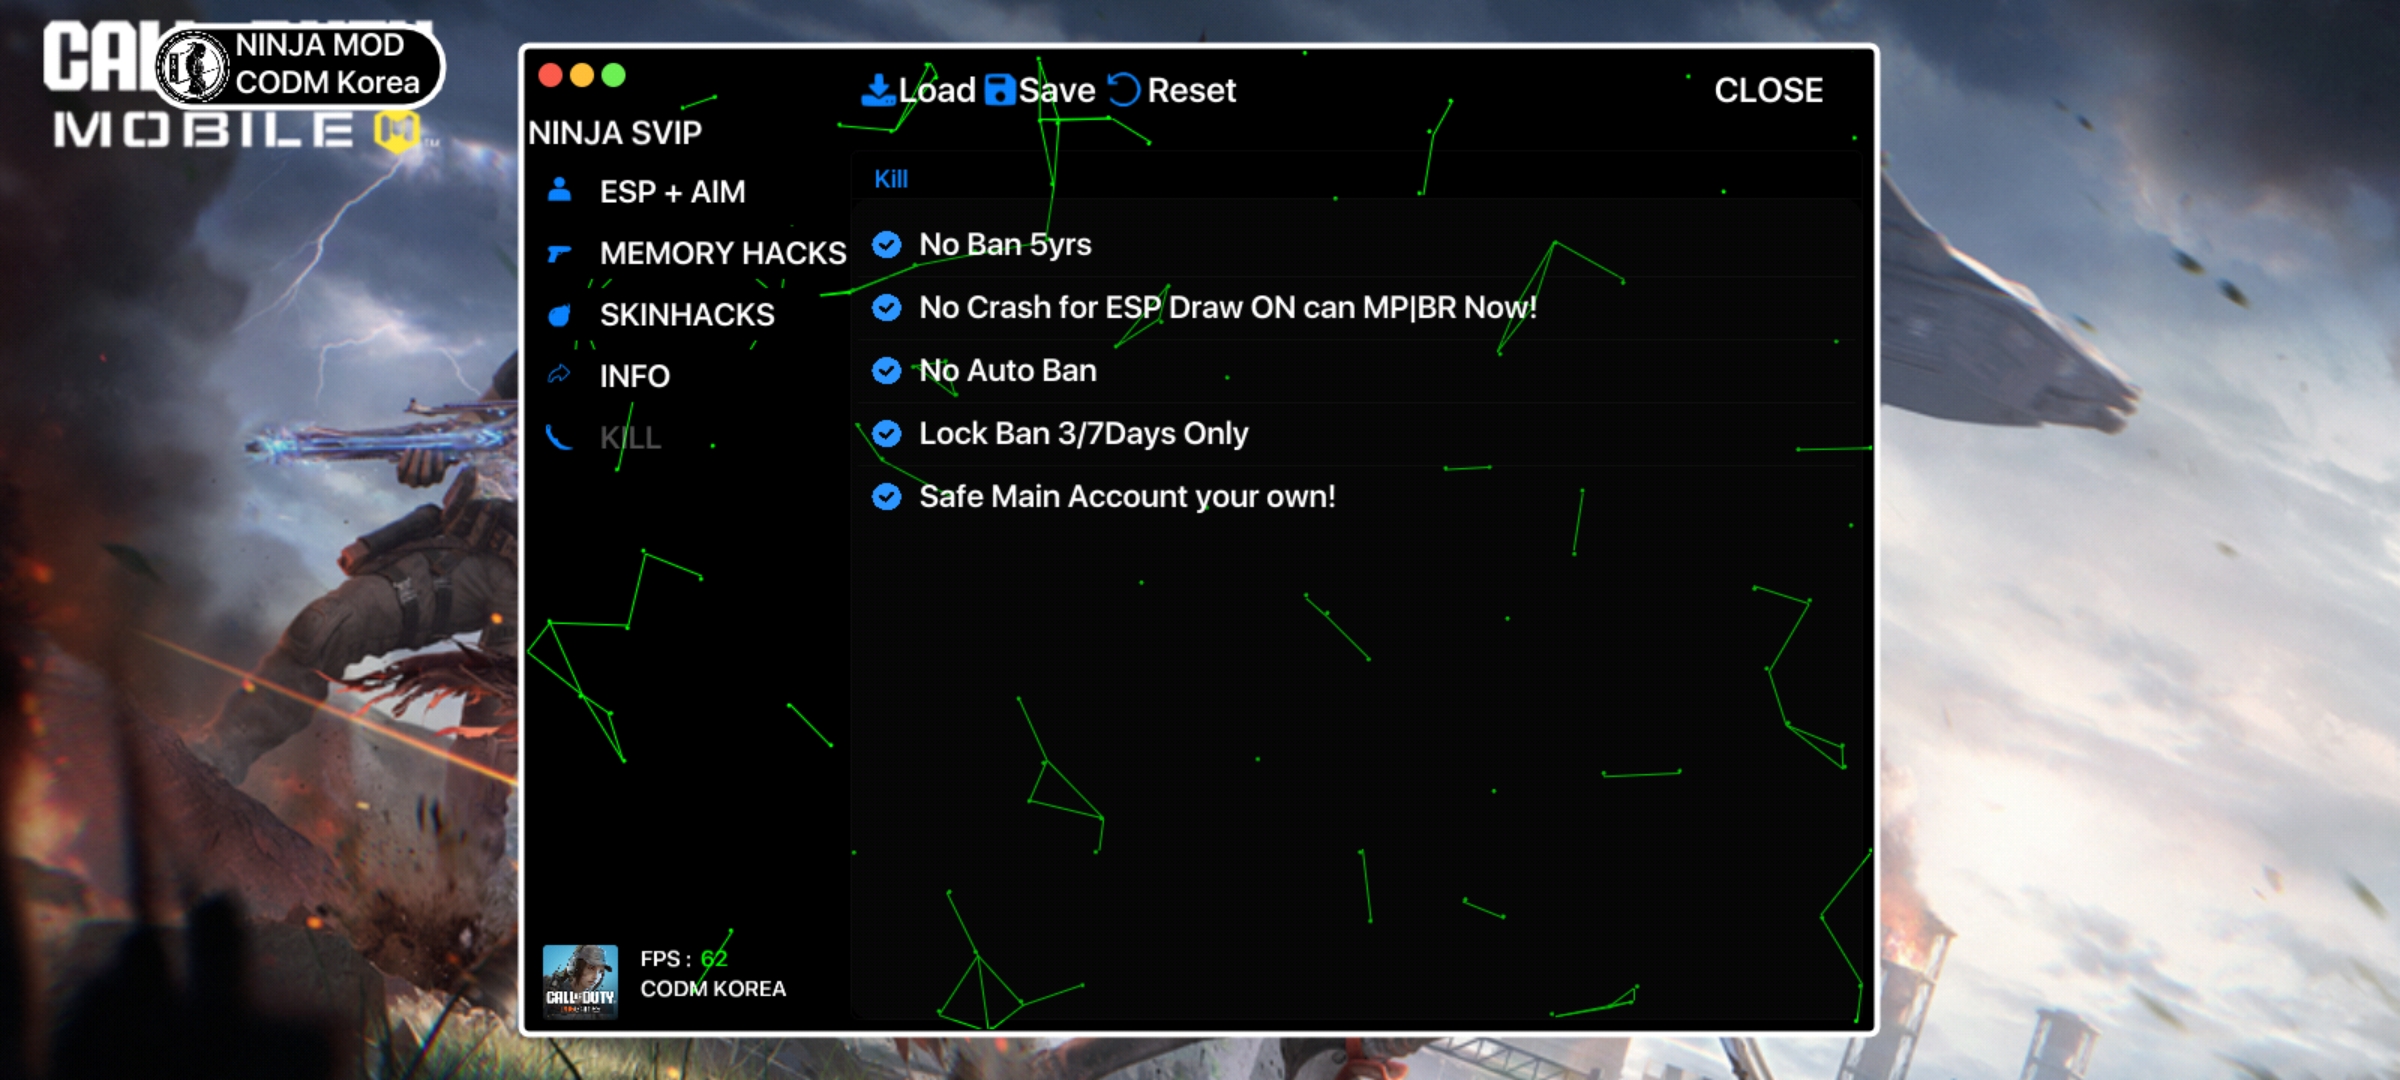 NINJA MOD
CODM Korea
MOBILE
Load Save Reset
CLOSE
NINJA SVIP
ESP + AIM
MEMORY HACKS
SKINHACKS
INFO
KILL
Kill
No Ban 5yrs
No Crash for ESP Draw ON can MP|BR Now!
No Auto Ban
Lock Ban 3/7Days Only
Safe Main Account your own!
FPS : 62
CODM KOREA
CALL OF DUTY